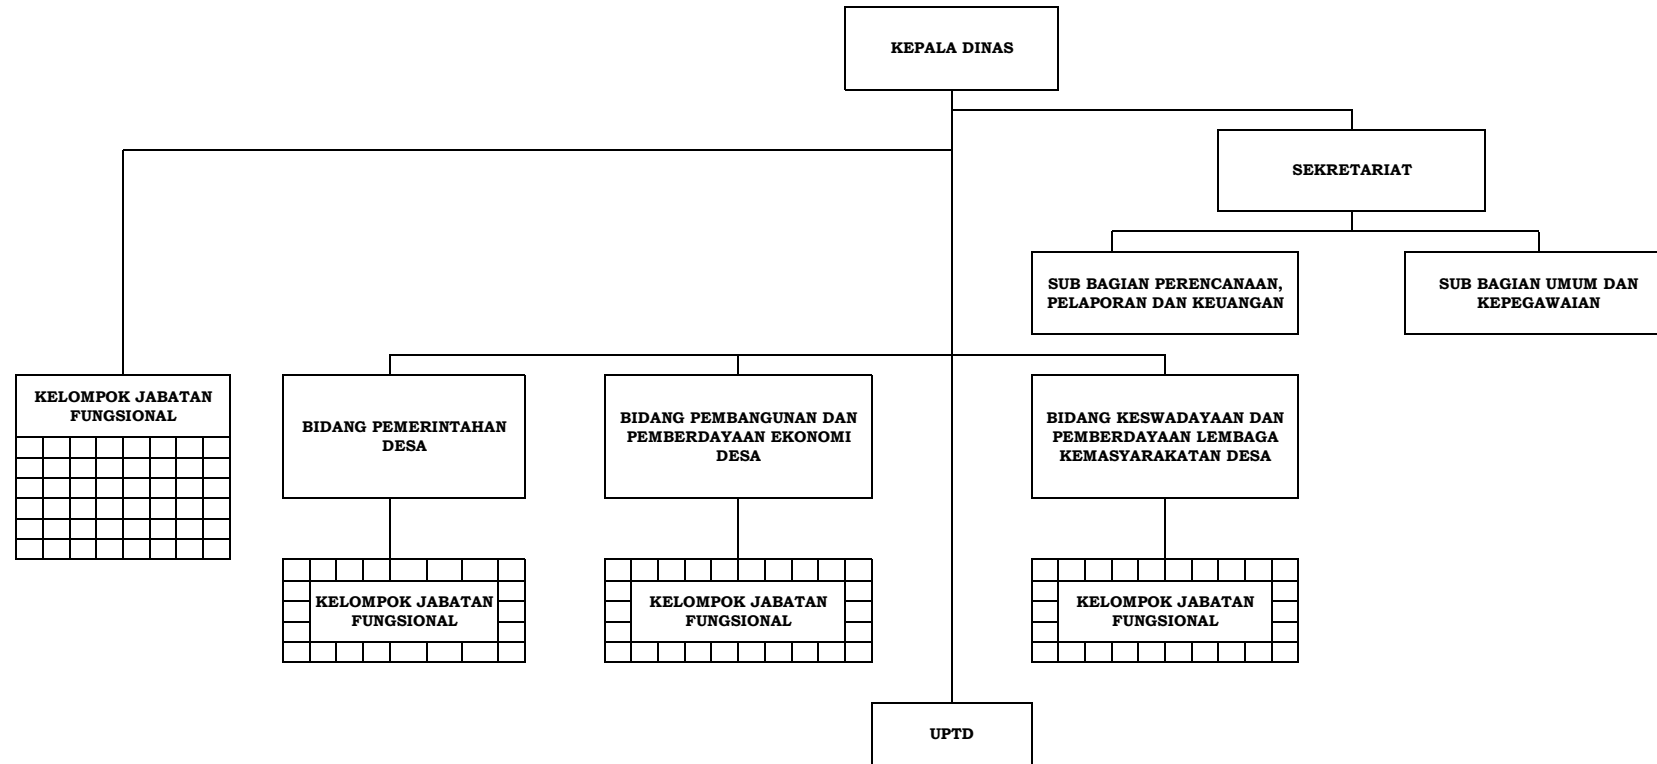 KEPALA DINAS
SEKRETARIAT
SUB BAGIAN PERENCANAAN,
PELAPORAN DAN KEUANGAN
SUB BAGIAN UMUM DAN
KEPEGAWAIAN
KELOMPOK JABATAN
FUNGSIONAL
BIDANG PEMERINTAHAN
DESA
BIDANG PEMBANGUNAN DAN
PEMBERDAYAAN EKONOMI
DESA
BIDANG KESWADAYAAN DAN
PEMBERDAYAAN LEMBAGA
KEMASYARAKATAN DESA
KELOMPOK JABATAN
FUNGSIONAL
KELOMPOK JABATAN
FUNGSIONAL
KELOMPOK JABATAN
FUNGSIONAL
UPTD